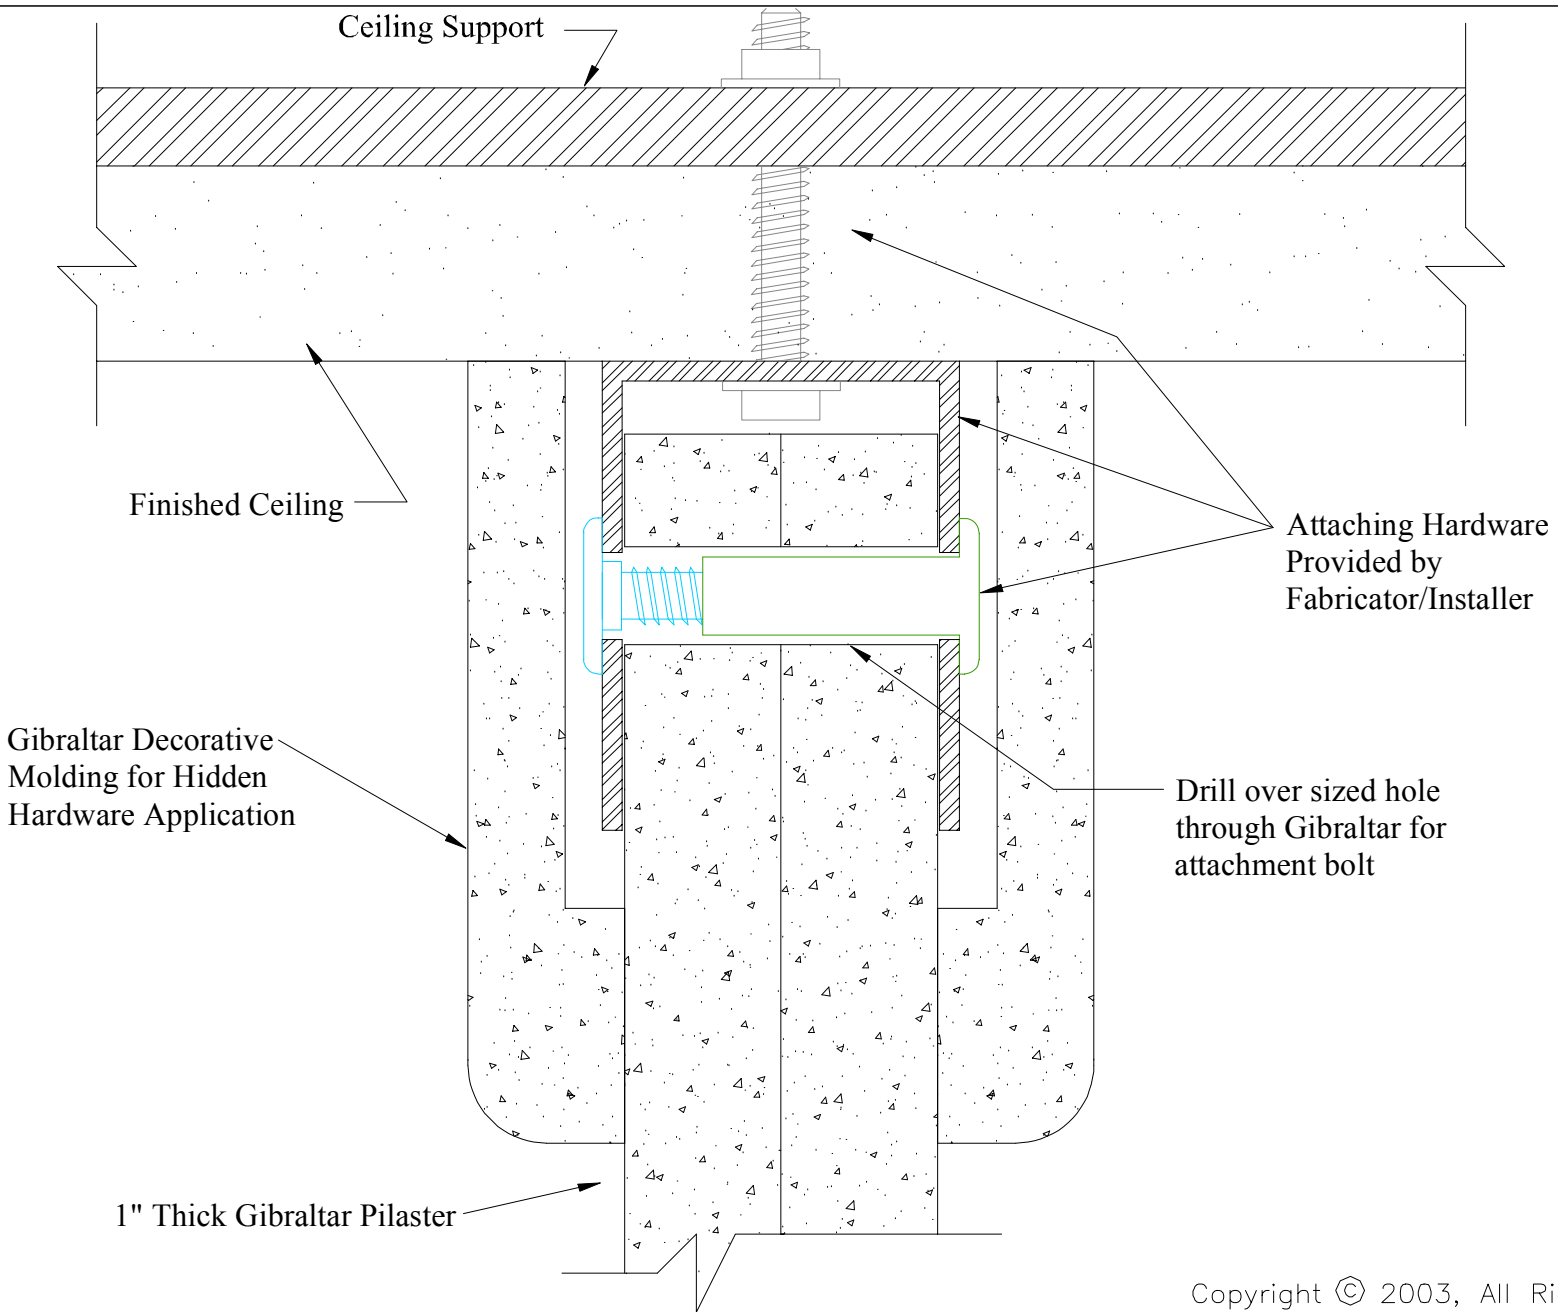 Ceiling Support
Finished Ceiling
Attaching Hardware
Provided by
Fabricator/Installer
Gibraltar Decorative
Molding for Hidden
Hardware Application
Drill over sized hole
through Gibraltar for
attachment bolt
1" Thick Gibraltar Pilaster
Copyright © 2003, All Ri